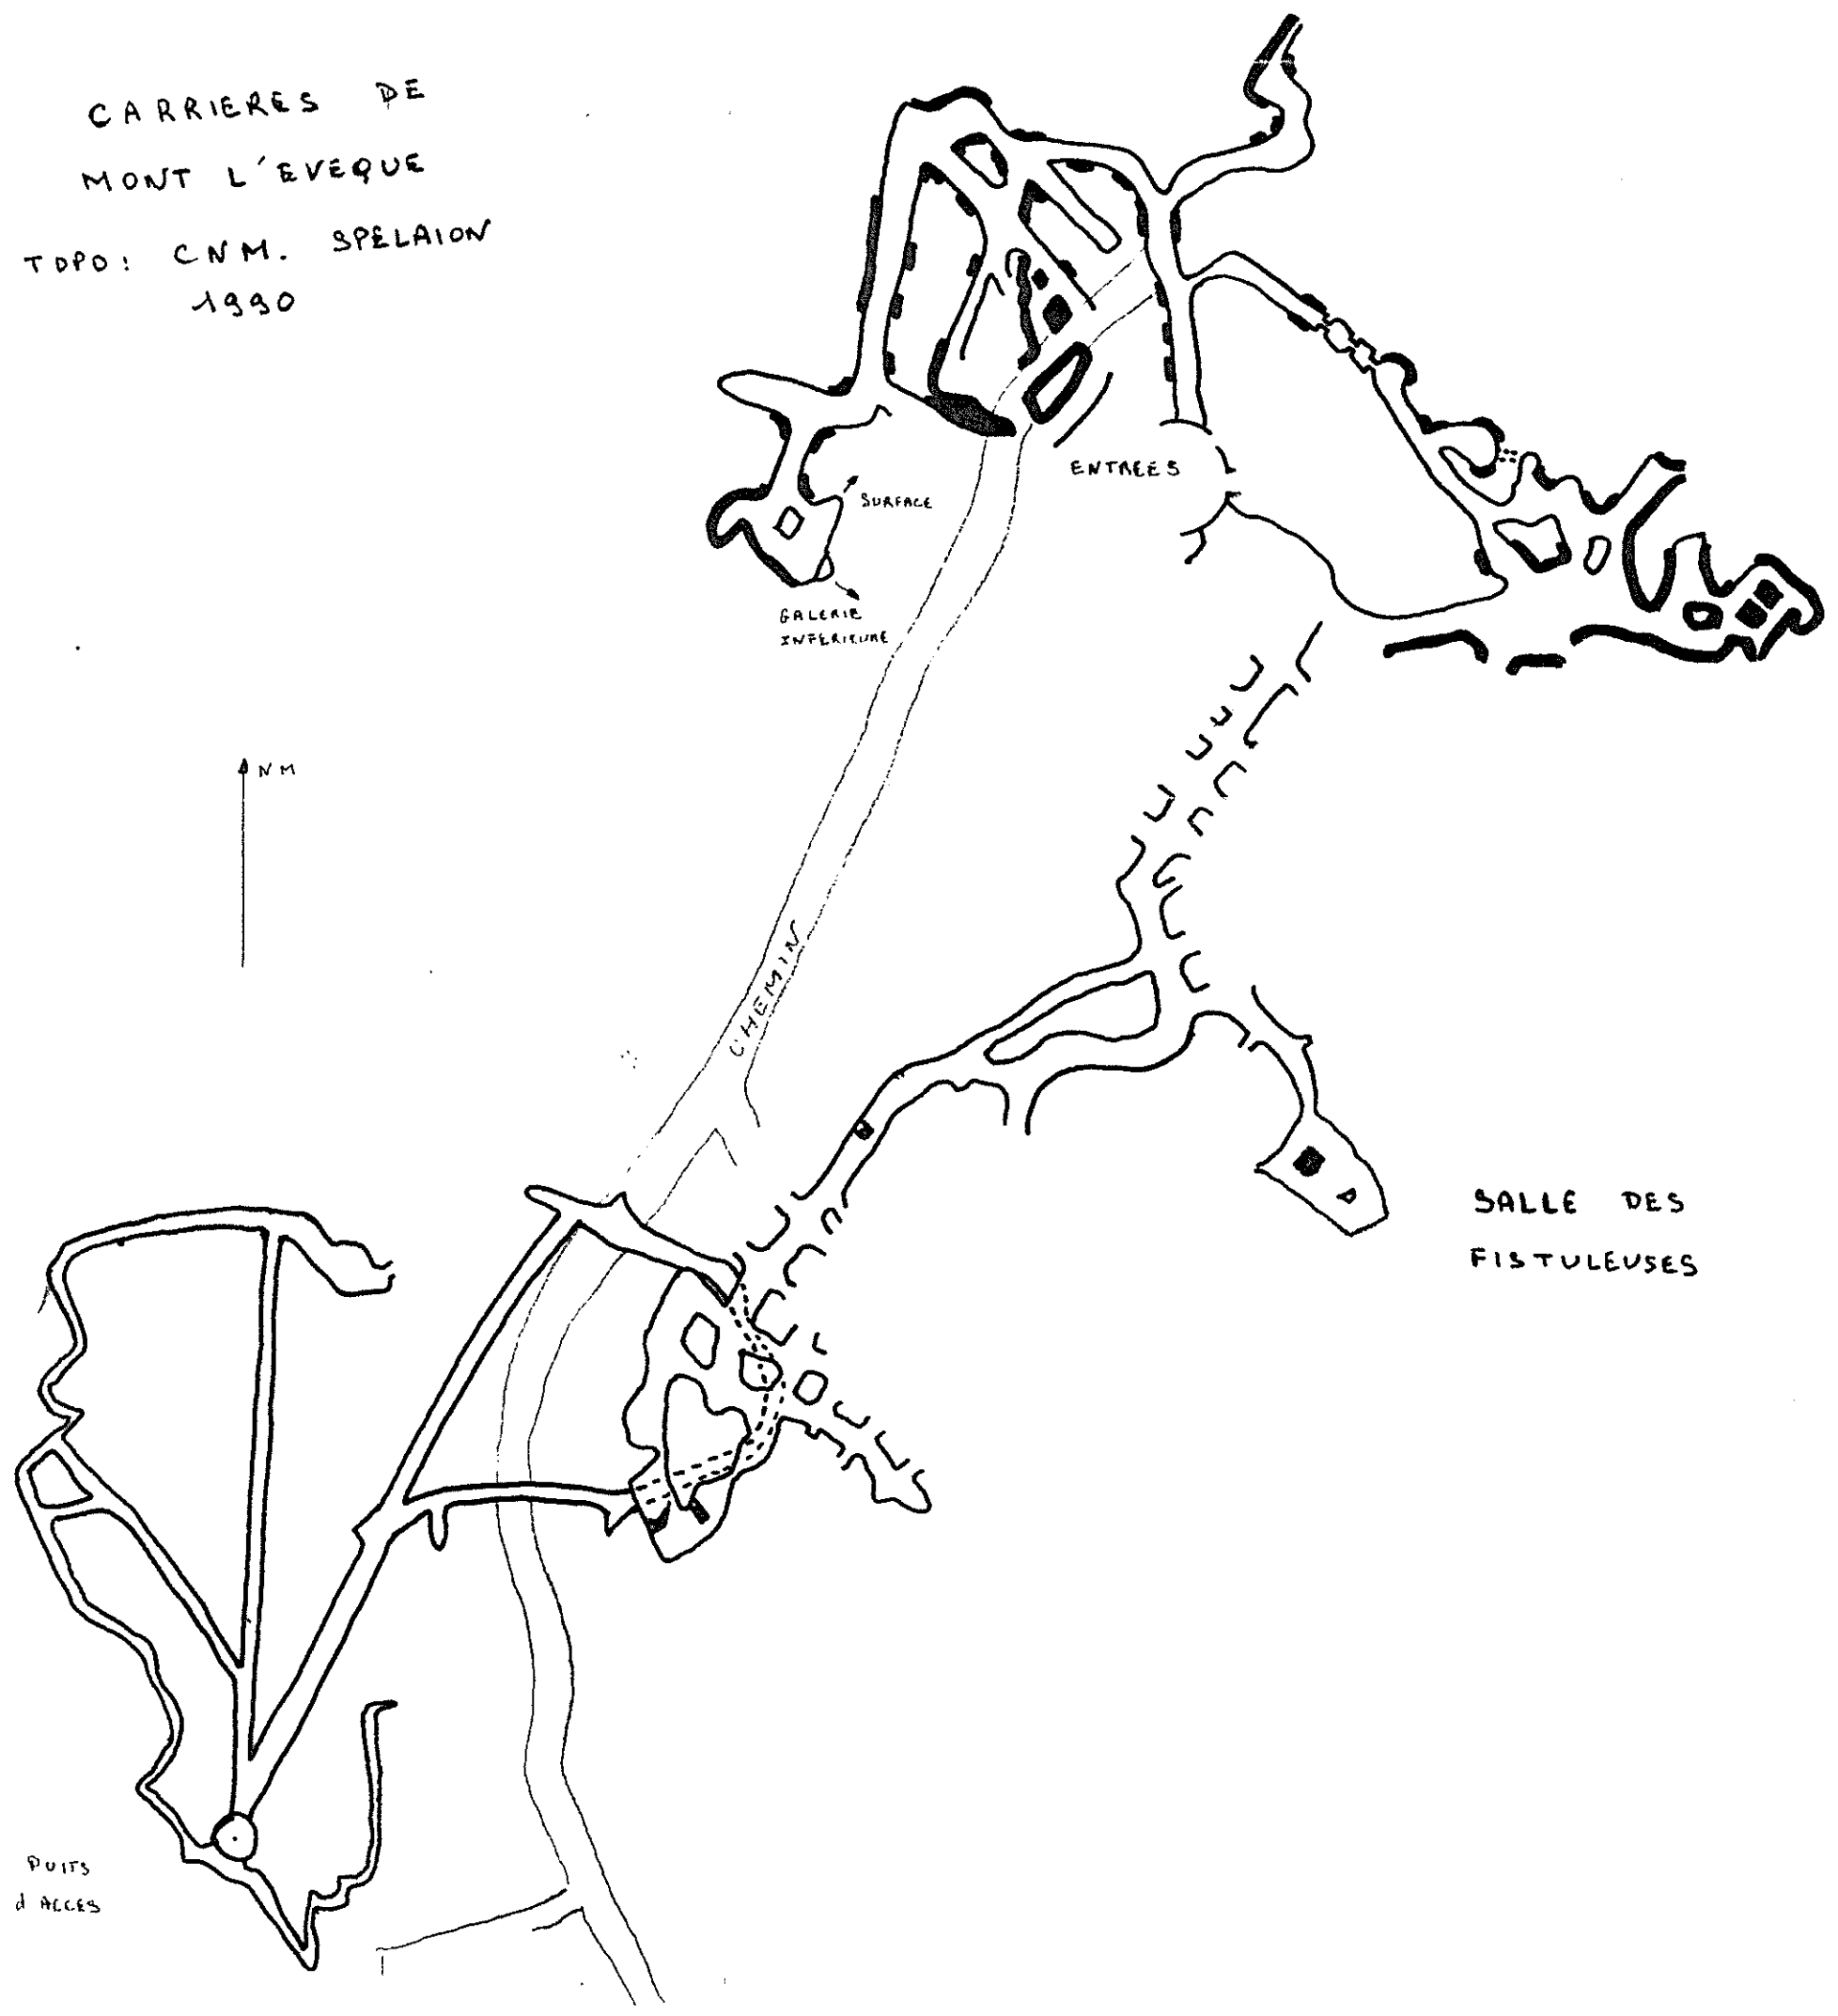 CARRIERES DE
MONT L'EVEQUE
TOPO: CNM. SPELAION
1990
ENTREES
SURFACE
GALERIE
INFERIEURE
NM
CHEMIN
SALLE DES
FISTULEUSES
PUITS
d ACCES